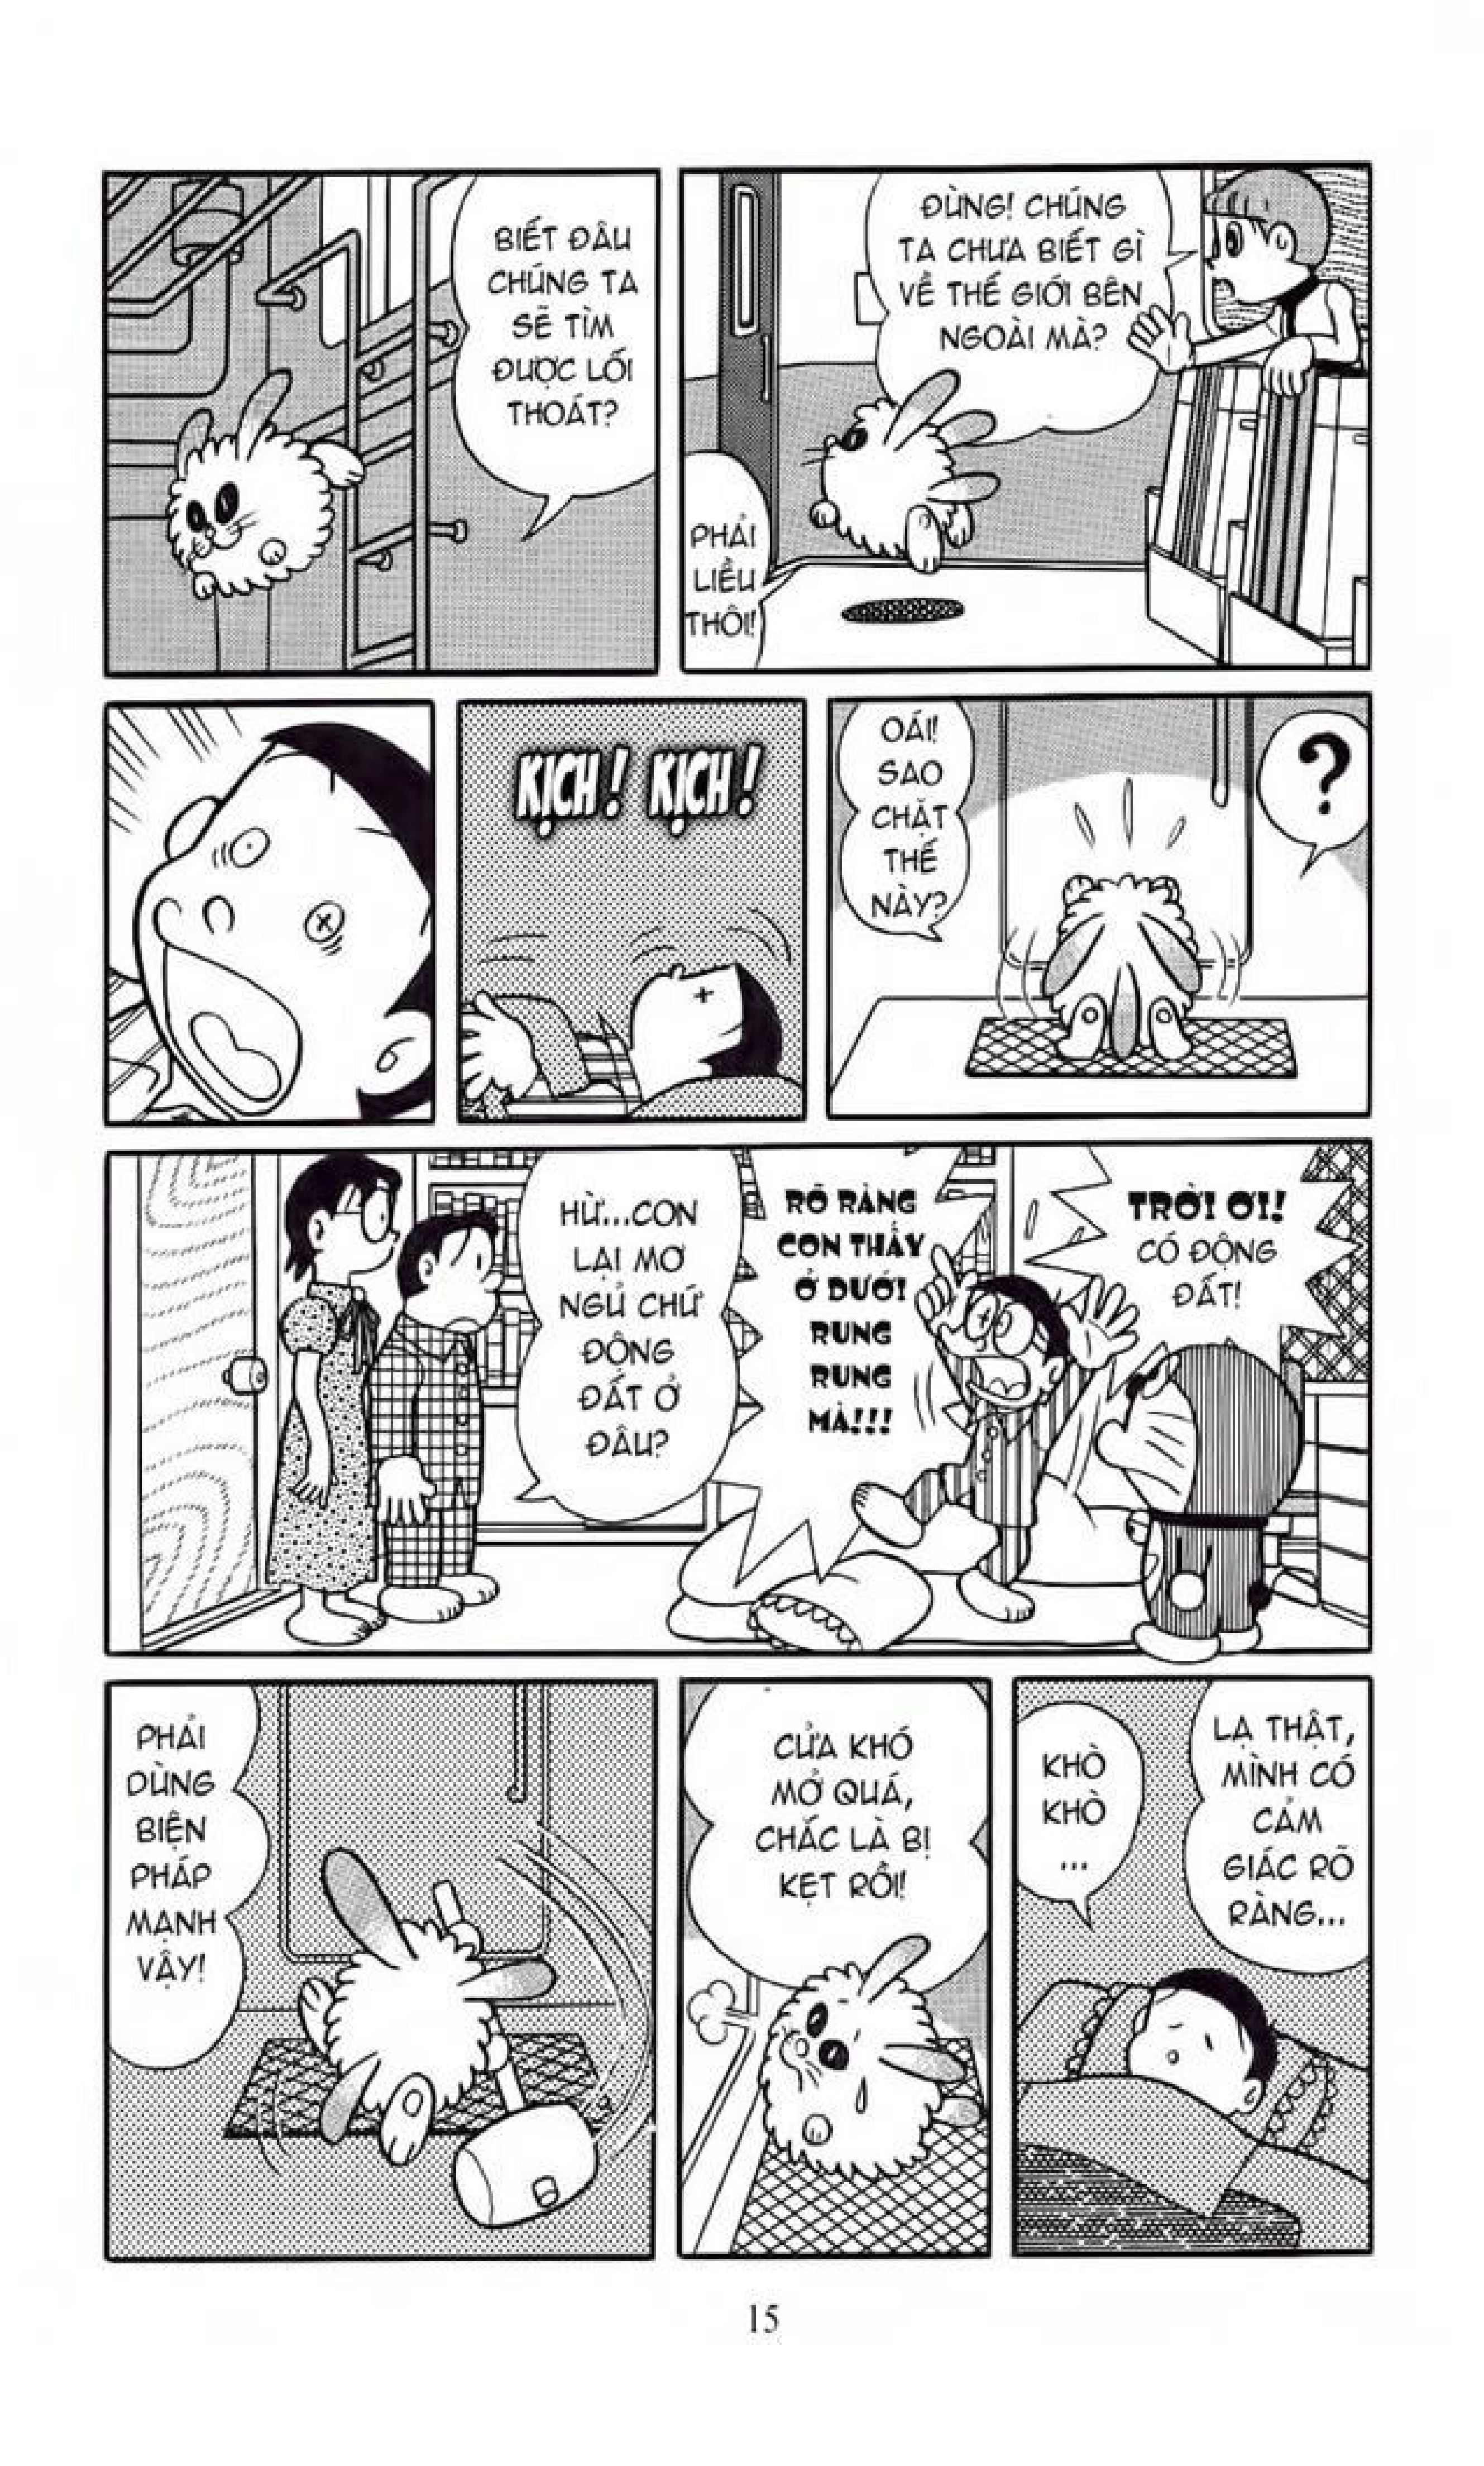 ĐỪNG! CHÚNG
TA CHƯA BIẾT GÌ
VỀ THẾ GIỚI BÊN
NGOÀI MÀ?
PHẢI
LIỀU
THÔI!
BIẾT ĐÂU
CHÚNG TA
SẼ TÌM
ĐƯỢC LỐI
THOÁT?
?
OÁI!
SAO
CHẶT
THẾ
NÀY?
KỊCH! KỊCH!
TRỜI ƠI!
CÓ ĐỘNG
ĐẤT!
RÕ RÀNG
CON THẤY
Ở DƯỚI
RUNG
RUNG
MÀ!!!
HỪ...CON
LẠI MƠ
NGỦ CHỨ
ĐỘNG
ĐẤT Ở
ĐÂU?
LẠ THẬT,
MÌNH CÓ
CẢM
GIÁC RÕ
RÀNG...
KHÒ
KHÒ
...
CỬA KHÓ
MỞ QUÁ,
CHẮC LÀ BỊ
KẸT RỒI!
PHẢI
DÙNG
BIỆN
PHÁP
MẠNH
VẬY!
15